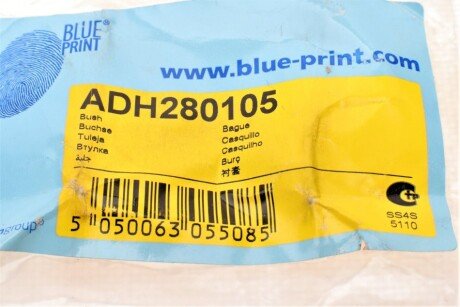 BLUE®
PRINT
www.blue-print.com
ADH280105
Bush
Buchse
Tuleja
Втулка
جلبة
Bague
Casquillo
Casquilho
Burç
衬套
SS4S
5110
5 050063 055085